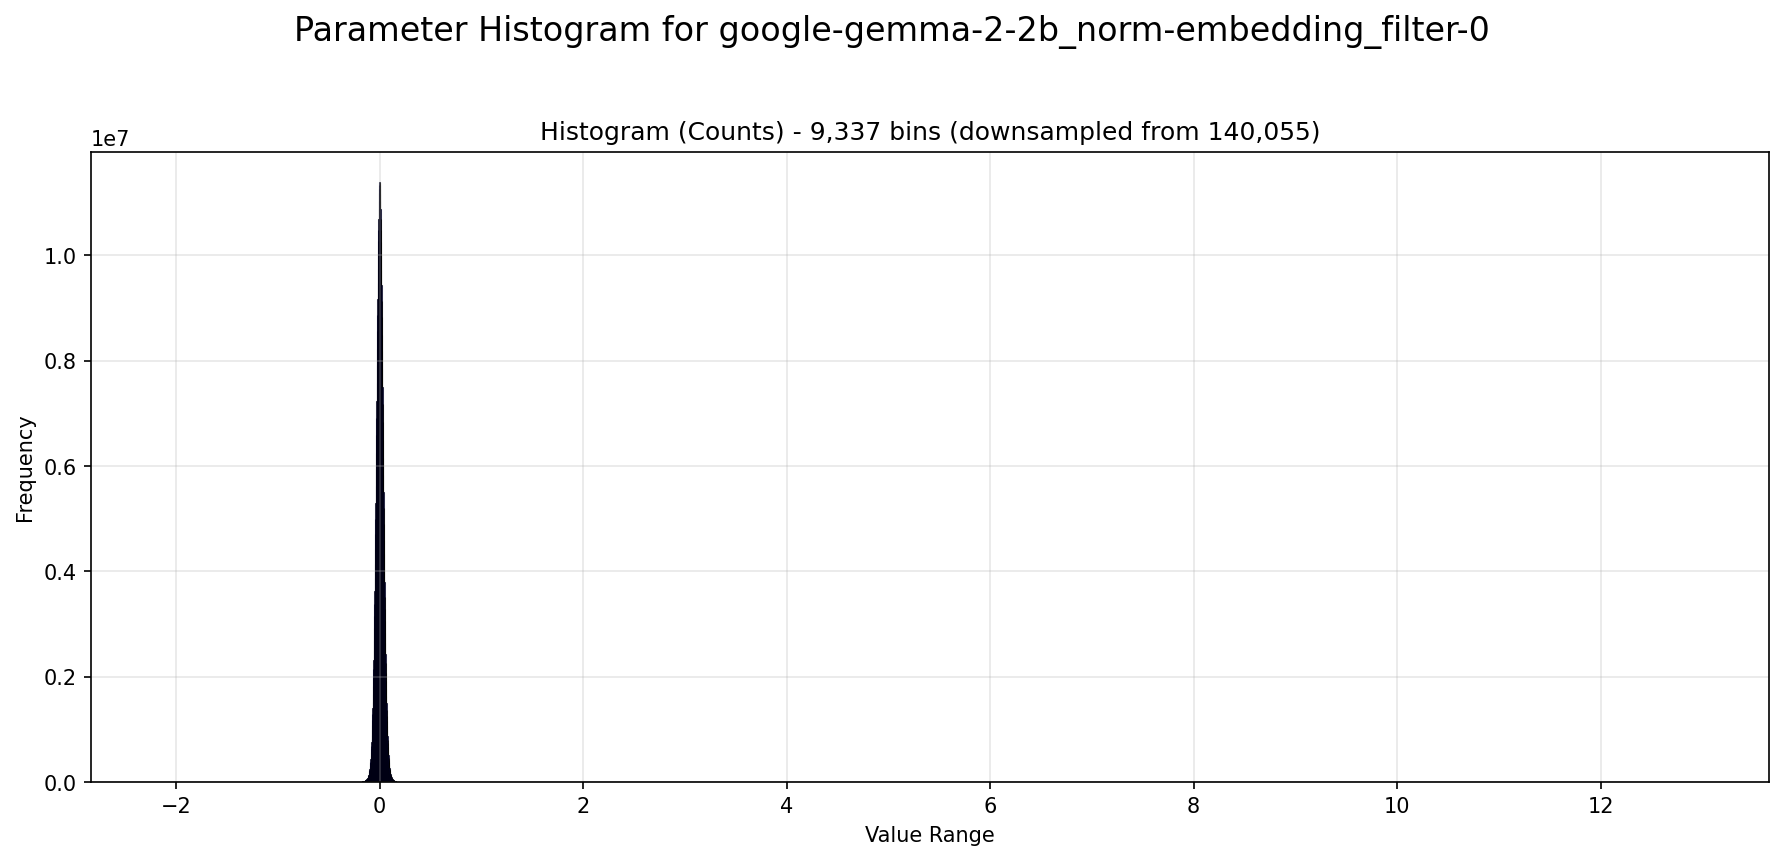 Parameter Histogram for google-gemma-2-2b_norm-embedding_filter-0
Histogram (Counts) - 9,337 bins (downsampled from 140,055)
1e7
1.0
0.8
0.6
0.4
0.2
0.0
Frequency
−2 0 2 4 6 8 10 12
Value Range